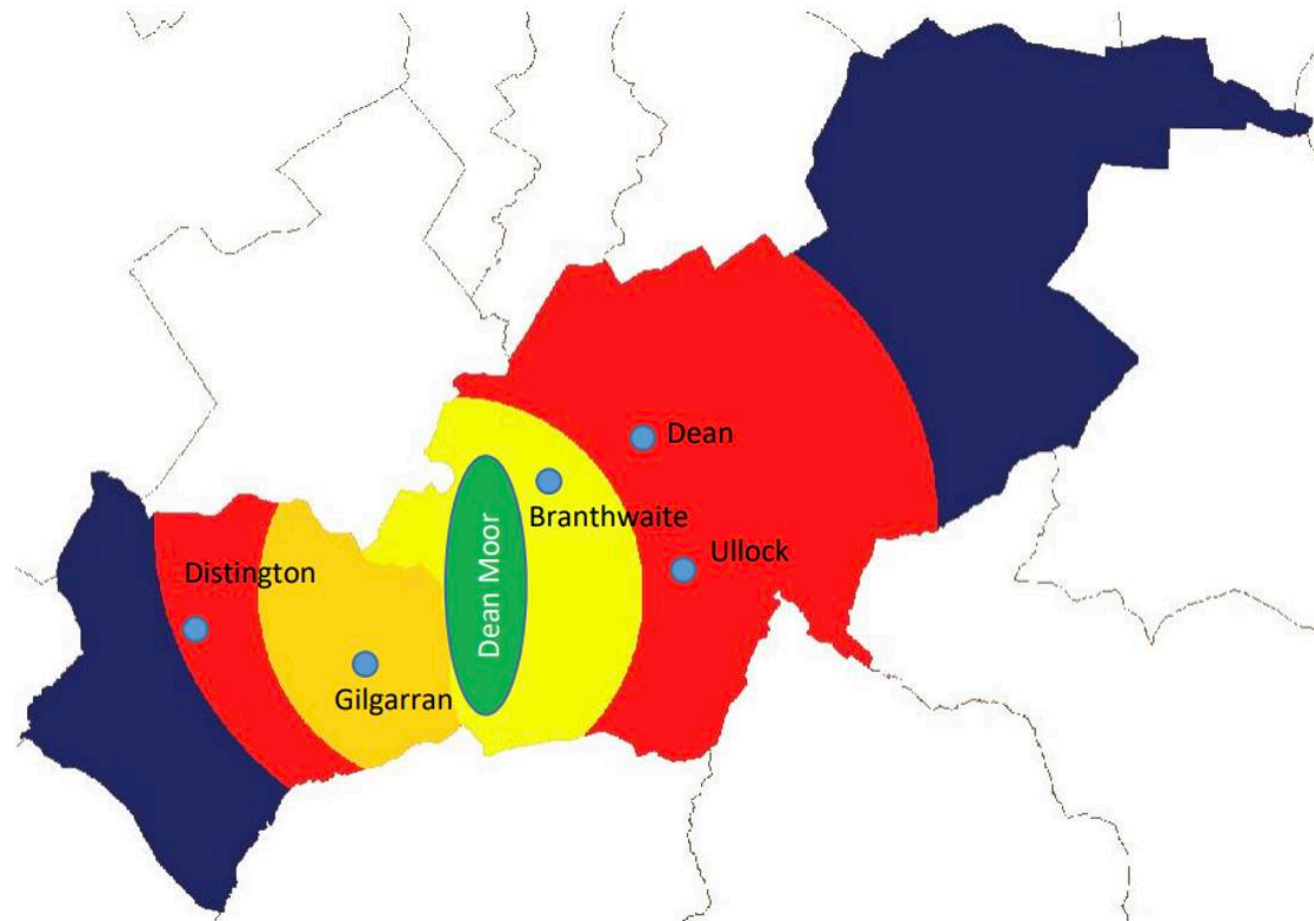 Dean
Branthwaite
Ullock
Distington
Dean Moor
Gilgarran